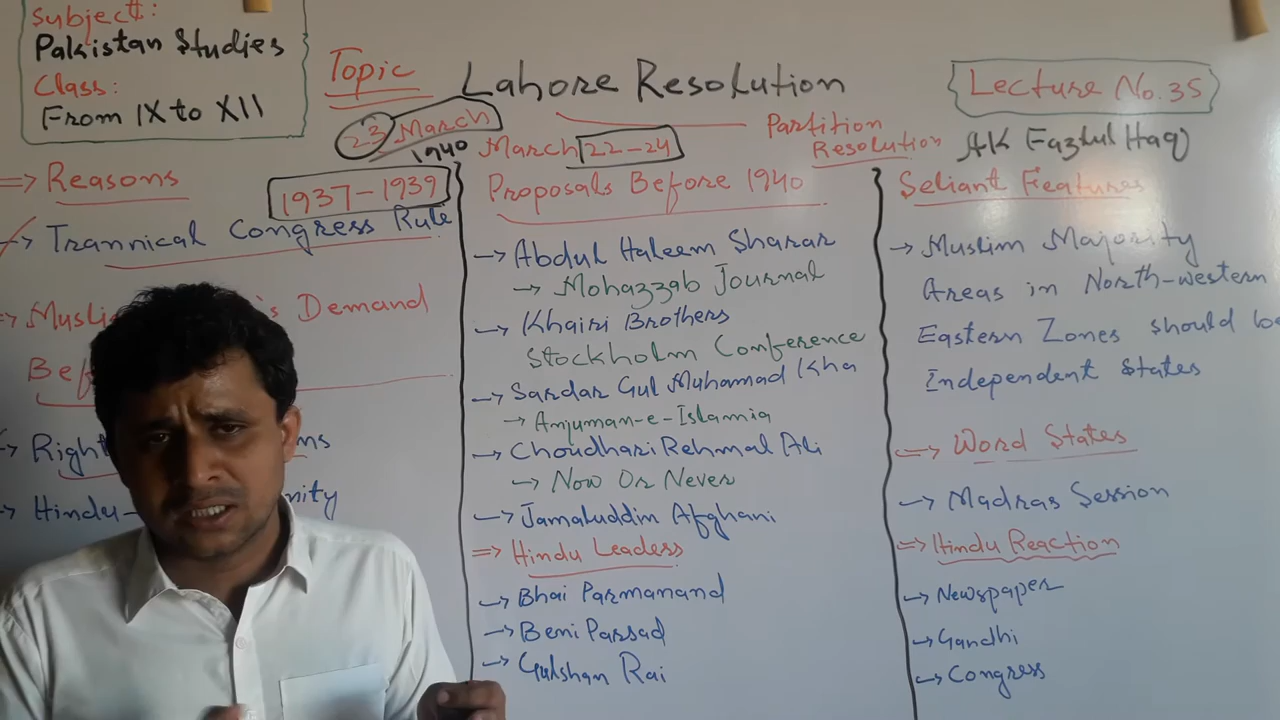 Subject:
Pakistan Studies
Class:
From IX to XII
Topic
Lahore Resolution
Lecture No.35
23 March
1940
March 22-24
Partition
Resolution
AK Fazlul Haq
=> Reasons
1937-1939
-> Trannical Congress Rule
Demand
Right
Hindu-
Proposals Before 1940
-> Abdul Haleem Sharar
-> Mohazzab Journal
-> Khairi Brothers
Stockholm Conference
-> Sardar Gul Muhamad Kha
-> Anjuman-e-Islamia
-> Choudhari Rehmat Ali
-> Now Or Never
-> Jamaluddin Afghani
=> Hindu Leadess
-> Bhai Parmanand
-> Beni Parsad
-> Gulshan Rai
Seliant Features
-> Muslim Majority
Areas in North-western
Eastern Zones should be
Independent States
=> Word States
-> Madras Session
=> Hindu Reaction
-> Newspaper
-> Gandhi
-> Congress